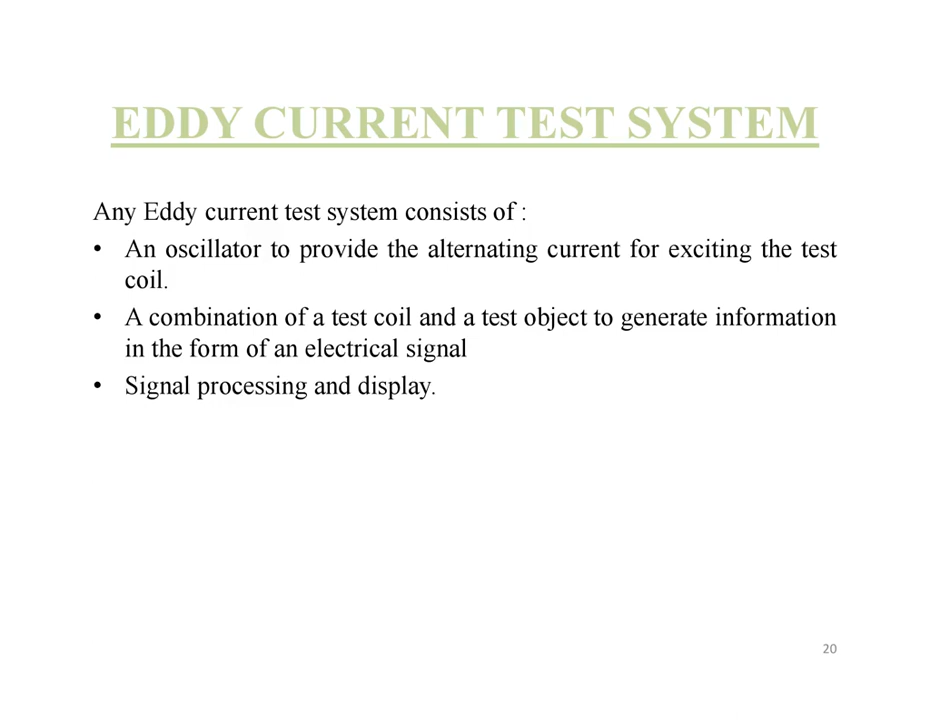 EDDY CURRENT TEST SYSTEM
Any Eddy current test system consists of :
• An oscillator to provide the alternating current for exciting the test
coil.
• A combination of a test coil and a test object to generate information
in the form of an electrical signal
• Signal processing and display.
20